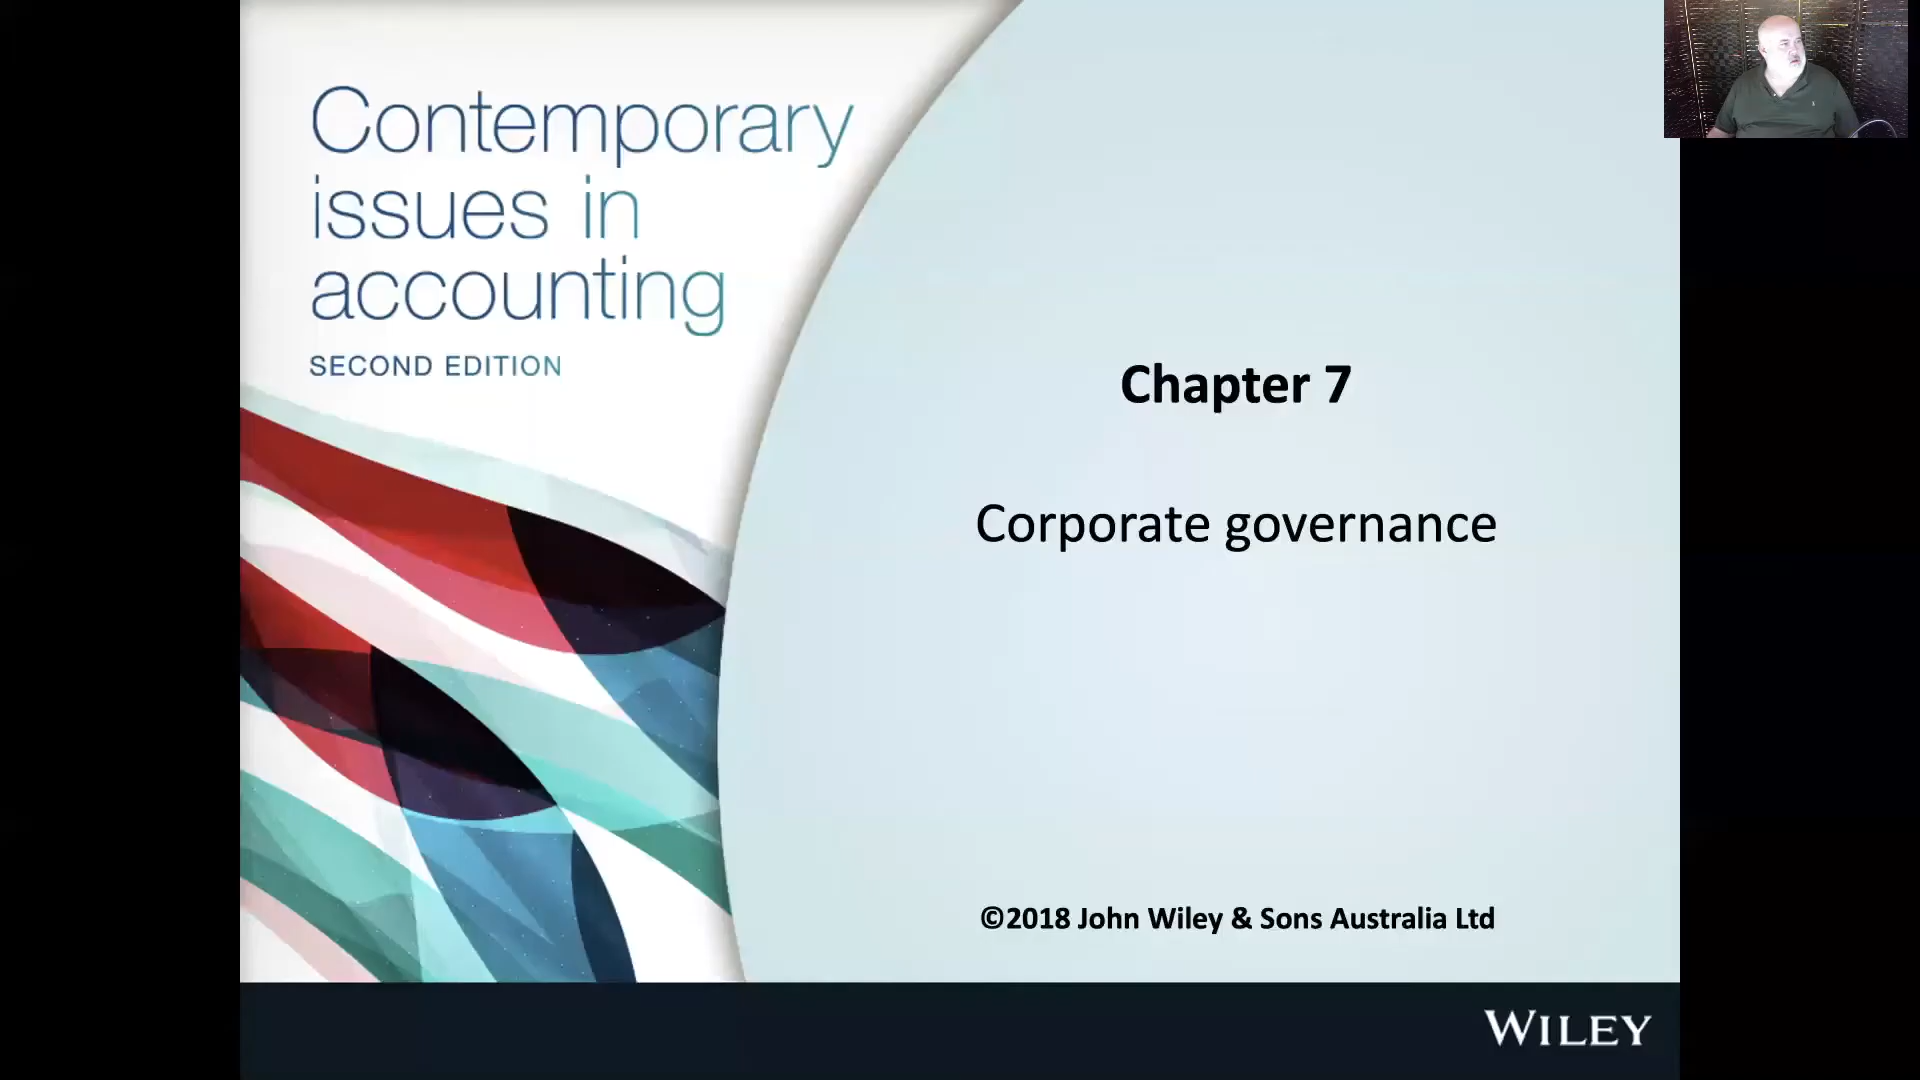 Contemporary
issues in
accounting
SECOND EDITION
Chapter 7
Corporate governance
©2018 John Wiley & Sons Australia Ltd
WILEY